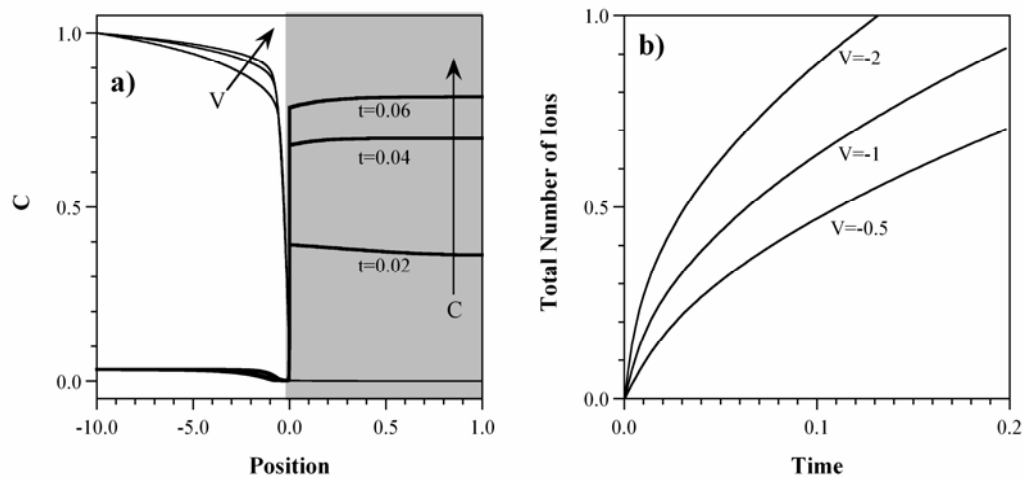 a)
V
t=0.06
t=0.04
t=0.02
C
C
1.0
0.5
0.0
-10.0 -5.0 0.0 0.5 1.0
Position
b)
V=-2
V=-1
V=-0.5
Total Number of Ions
1.0
0.5
0.0
0.0 0.1 0.2
Time